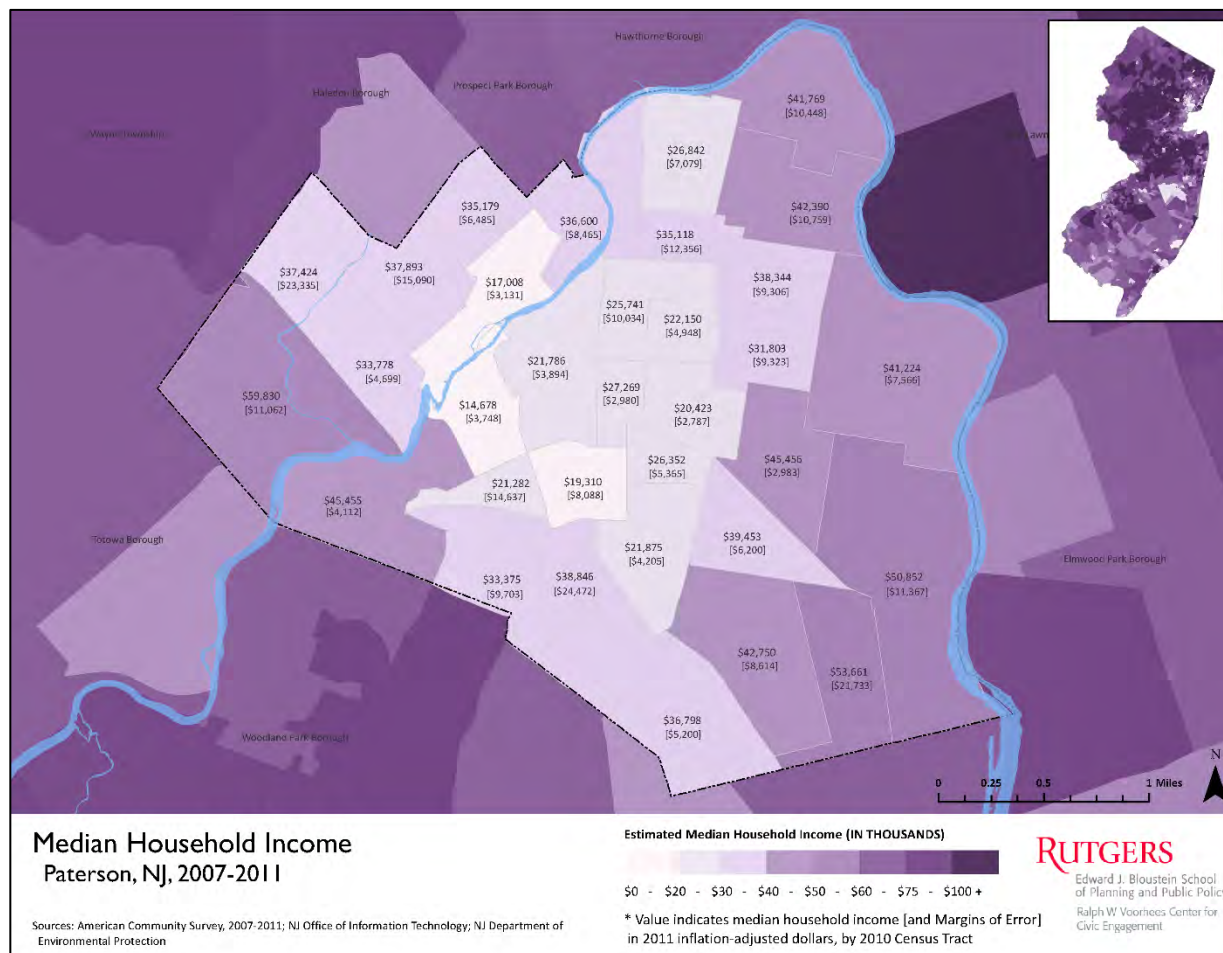 Hawthorne Boroug
Prospect Park Borough
Haledon Borough
Wayne Township
Lawn
$41,769
[$10,448]
$26,842
[$7,079]
$42,390
[$10,759]
$35,179
[$6,485]
$36,600
[$8,465]
$35,118
[$12,356]
$37,424
[$23,335]
$37,893
[$15,090]
$17,008
[$3,131]
$38,344
[$9,306]
$25,741
[$10,034]
$22,150
[$4,948]
$31,803
[$9,323]
$33,778
[$4,699]
$21,786
[$3,894]
$41,224
[$7,566]
$59,830
[$11,062]
$27,269
[$2,980]
$14,678
[$3,748]
$20,423
[$2,787]
$26,352
[$5,365]
$45,456
[$2,983]
$21,282
[$14,637]
$19,310
[$8,088]
$45,455
[$4,112]
Totowa Borough
$39,453
[$6,200]
$21,875
[$4,205]
Elmwood Park Borough
$33,375
[$9,703]
$38,846
[$24,472]
$50,852
[$11,367]
$42,750
[$8,614]
$53,661
[$21,733]
$36,798
[$5,200]
Woodland Park Borough
N
0 0.25 0.5 1 Miles
Median Household Income
Paterson, NJ, 2007-2011
Sources: American Community Survey, 2007-2011; NJ Office of Information Technology; NJ Department of
Environmental Protection
Estimated Median Household Income (IN THOUSANDS)
$0 - $20 - $30 - $40 - $50 - $60 - $75 - $100 +
* Value indicates median household income [and Margins of Error]
in 2011 inflation-adjusted dollars, by 2010 Census Tract
RUTGERS
Edward J. Bloustein School
of Planning and Public Policy
Ralph W Voorhees Center for
Civic Engagement